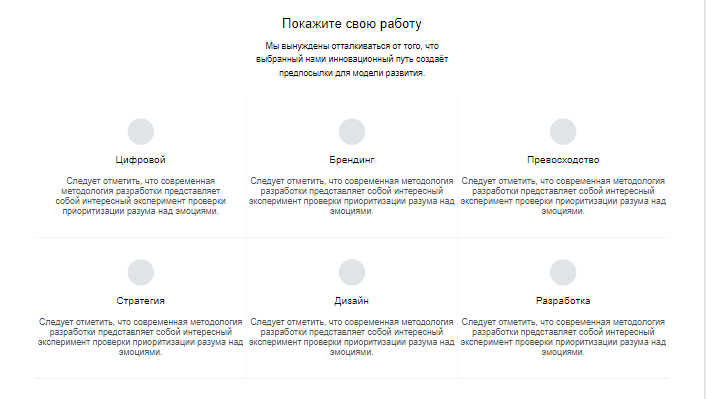 Покажите свою работу
Мы вынуждены отталкиваться от того, что
выбранный нами инновационный путь создаёт
предпосылки для модели развития.
Цифровой
Следует отметить, что современная
методология разработки представляет
собой интересный эксперимент проверки
приоритизации разума над эмоциями.
Брендинг
Следует отметить, что современная методология
разработки представляет собой интересный
эксперимент проверки приоритизации разума над
эмоциями.
Превосходство
Следует отметить, что современная методология
разработки представляет собой интересный
эксперимент проверки приоритизации разума над
эмоциями.
Стратегия
Следует отметить, что современная методология
разработки представляет собой интересный
эксперимент проверки приоритизации разума над
эмоциями.
Дизайн
Следует отметить, что современная методология
разработки представляет собой интересный
эксперимент проверки приоритизации разума над
эмоциями.
Разработка
Следует отметить, что современная методология
разработки представляет собой интересный
эксперимент проверки приоритизации разума над
эмоциями.